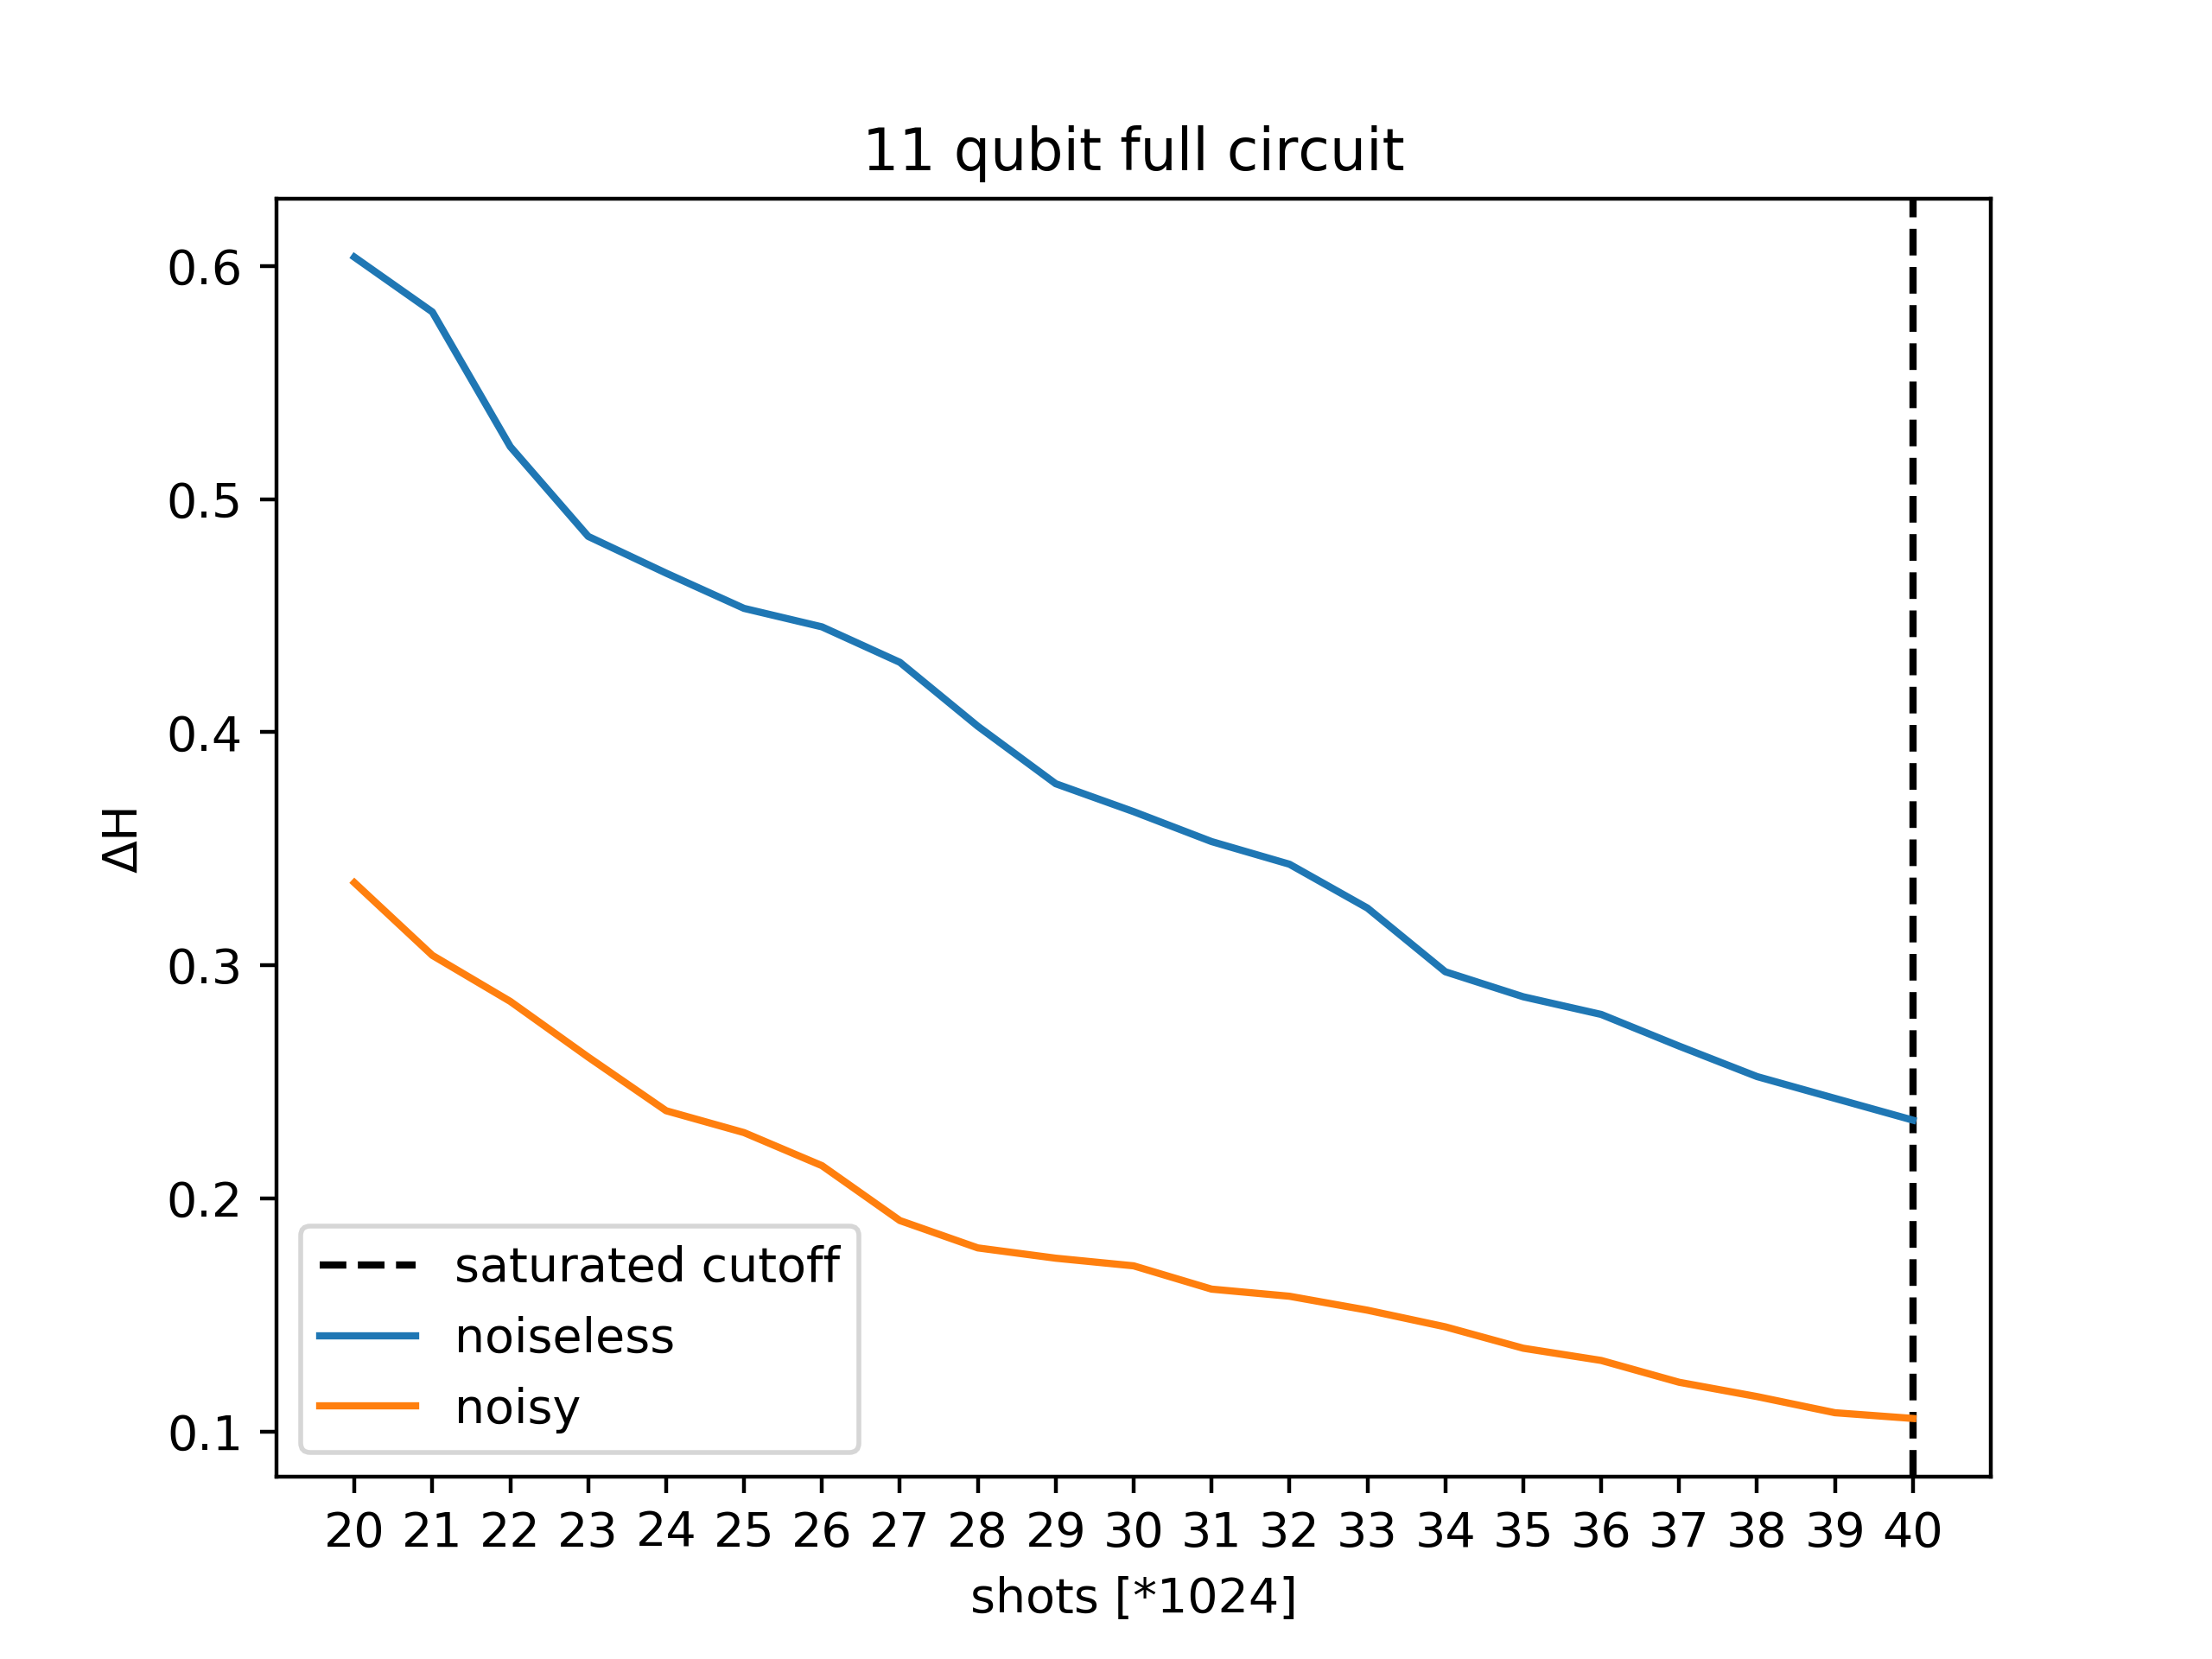 11 qubit full circuit
0.6
0.5
0.4
0.3
0.2
0.1
ΔH
saturated cutoff
noiseless
noisy
20 21 22 23 24 25 26 27 28 29 30 31 32 33 34 35 36 37 38 39 40
shots [*1024]